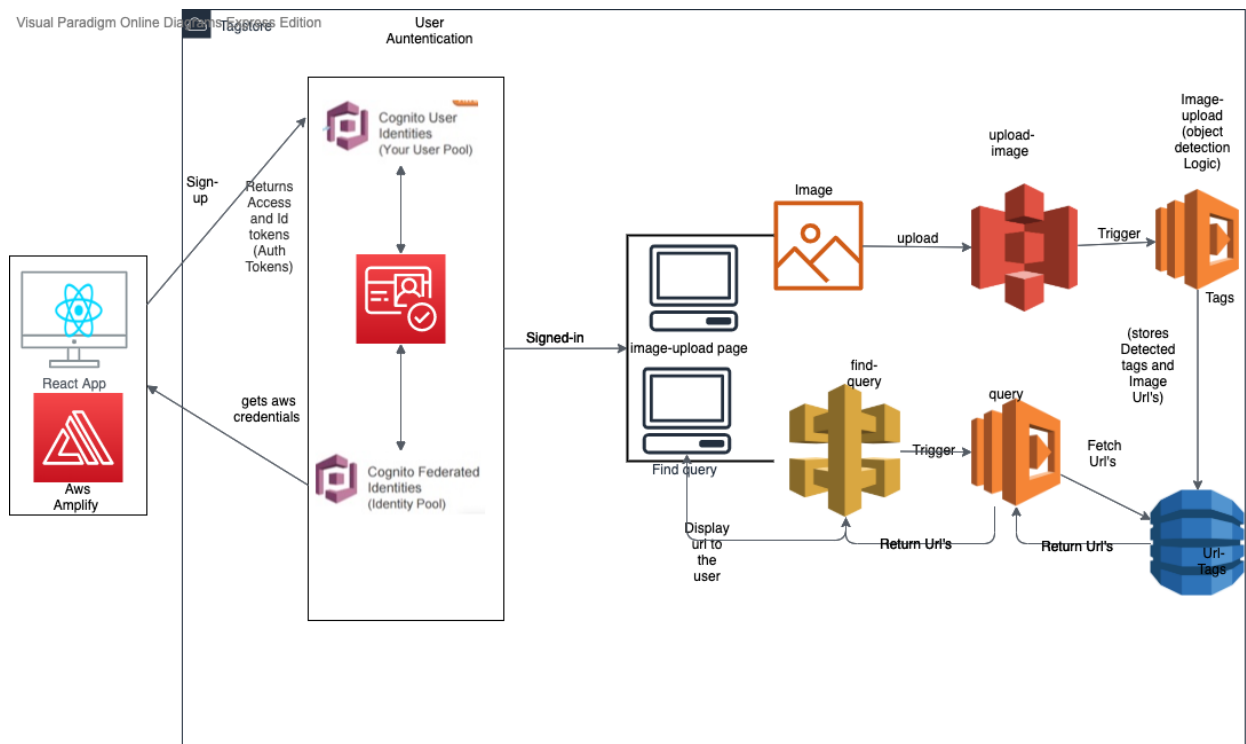 Visual Paradigm Online Diagrams Express Edition
Tagstore
User
Auntentication
Cognito User
Identities
(Your User Pool)
Sign-
up
Returns
Access
and Id
tokens
(Auth
Tokens)
React App
Aws
Amplify
gets aws
credentials
Cognito Federated
Identities
(Identity Pool)
Signed-in
image-upload page
Find query
Image
upload
upload-
image
Trigger
Image-
upload
(object
detection
Logic)
Tags
(stores
Detected
tags and
Image
Url's)
find-
query
Trigger
query
Fetch
Url's
Url-
Tags
Return Url's
Return Url's
Display
url to
the
user